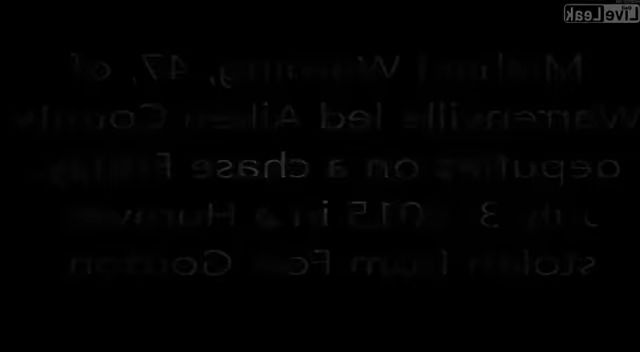 LiveLeak
47, of
Warrenville led Aiken County
deputies on a chase Friday,
July 3, 2015 in a Humvee
stolen from Fort Gordon